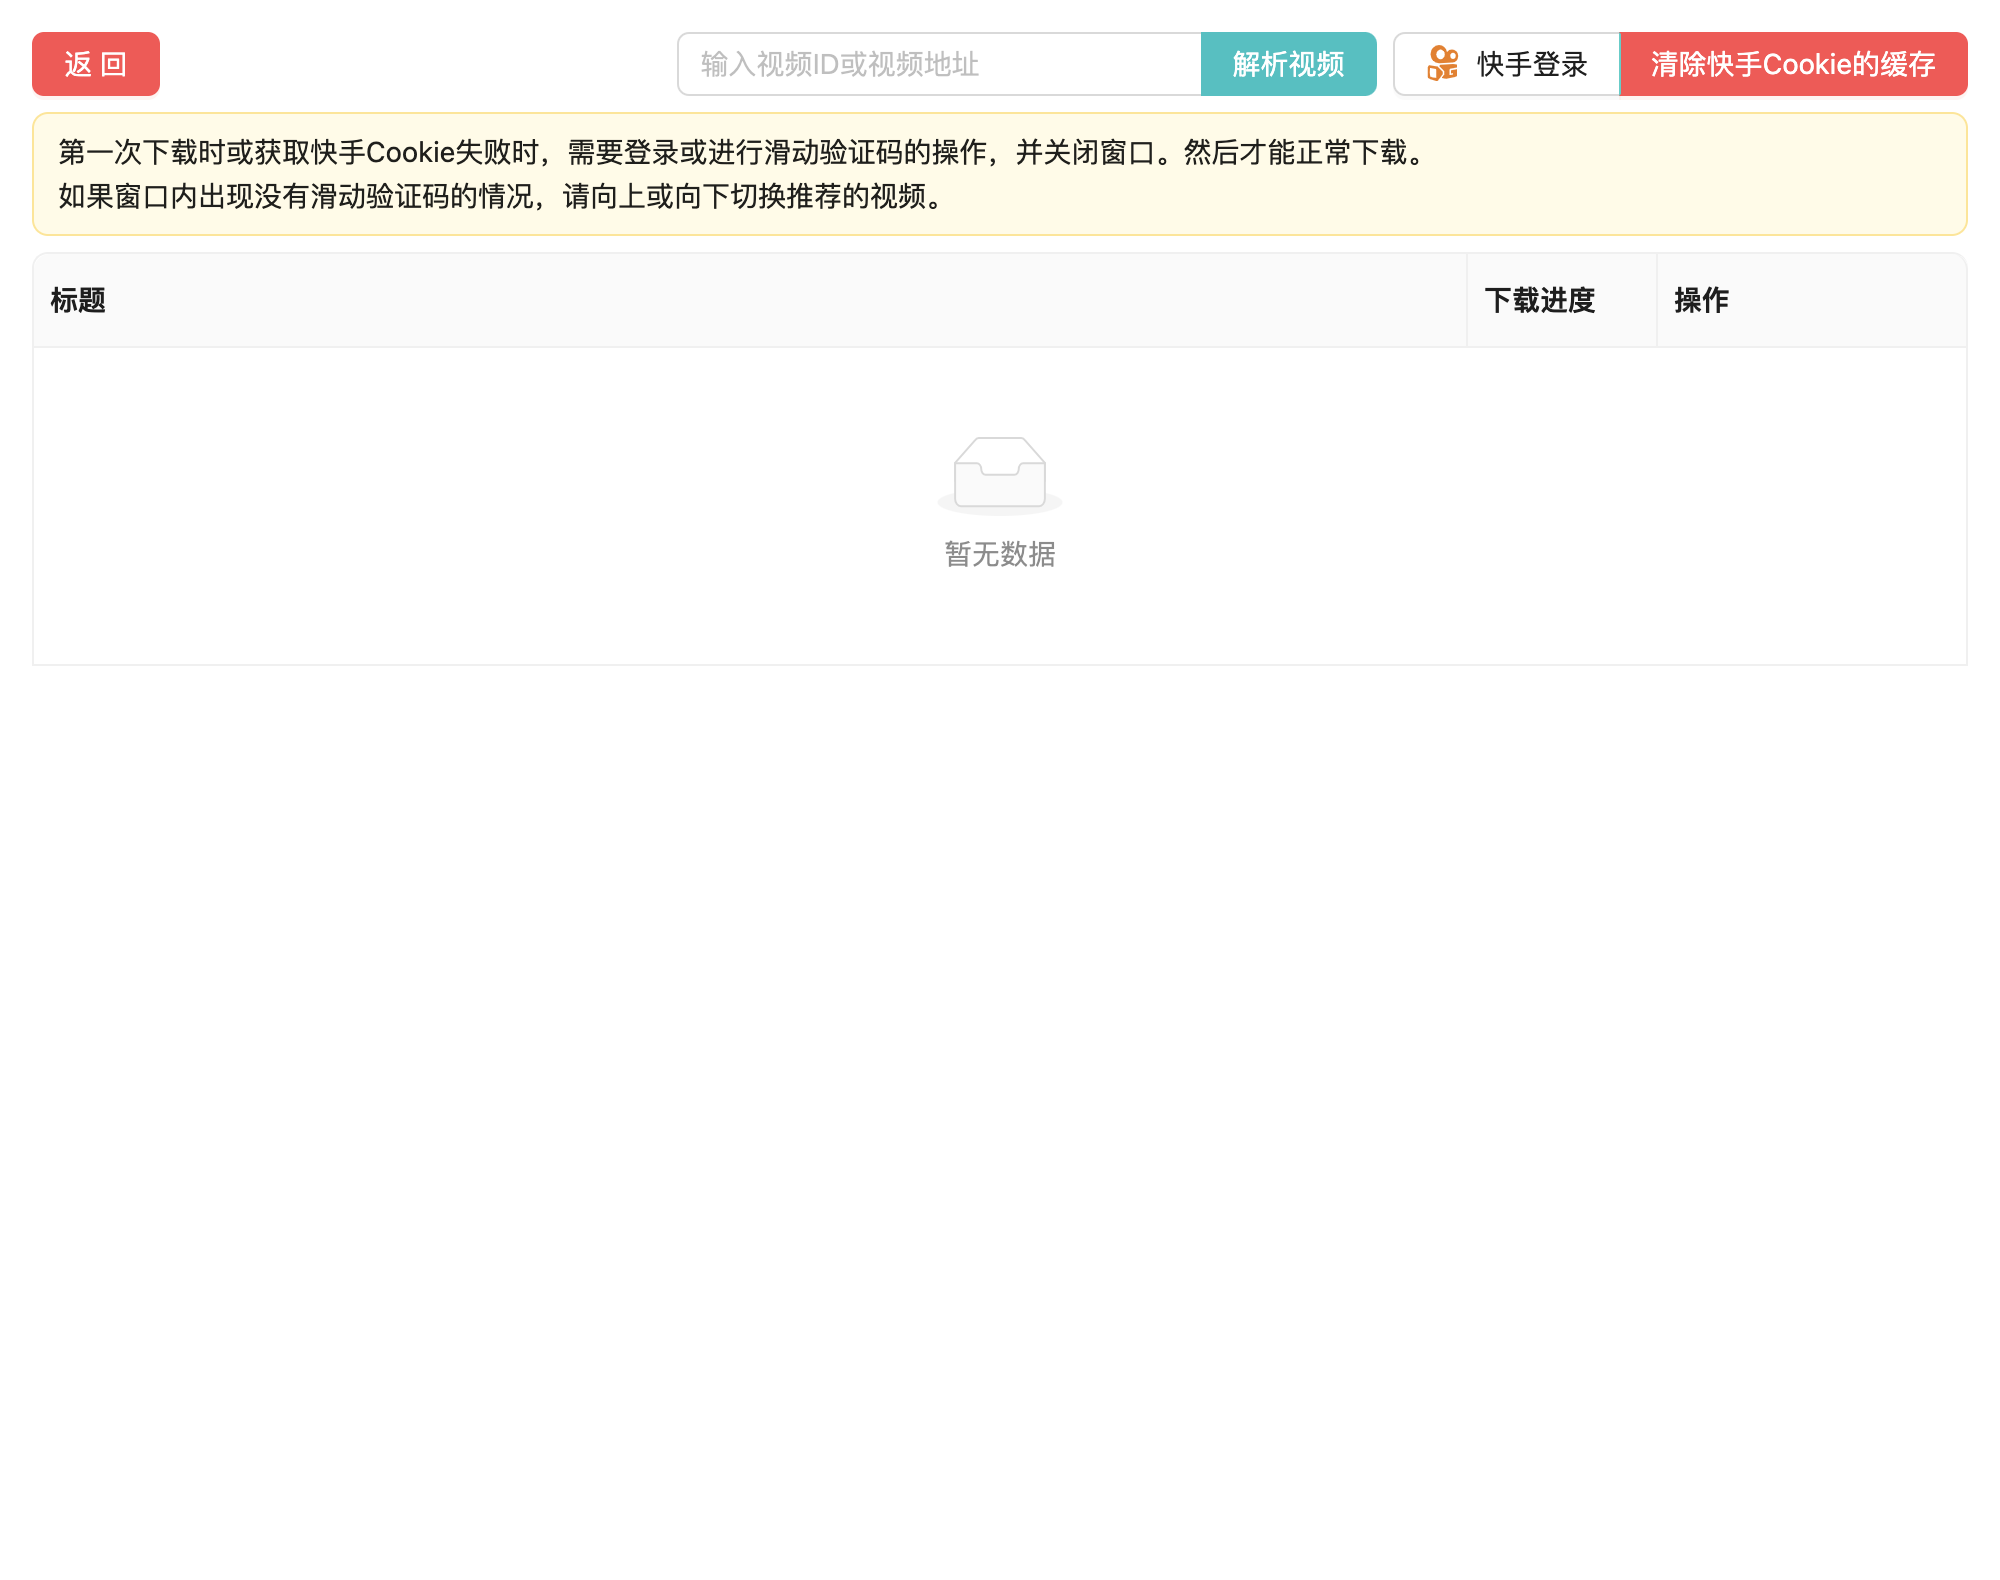 返 回
输入视频ID或视频地址
解析视频
快手登录
清除快手Cookie的缓存
第一次下载时或获取快手Cookie失败时，需要登录或进行滑动验证码的操作，并关闭窗口。然后才能正常下载。
如果窗口内出现没有滑动验证码的情况，请向上或向下切换推荐的视频。
标题
下载进度
操作
暂无数据